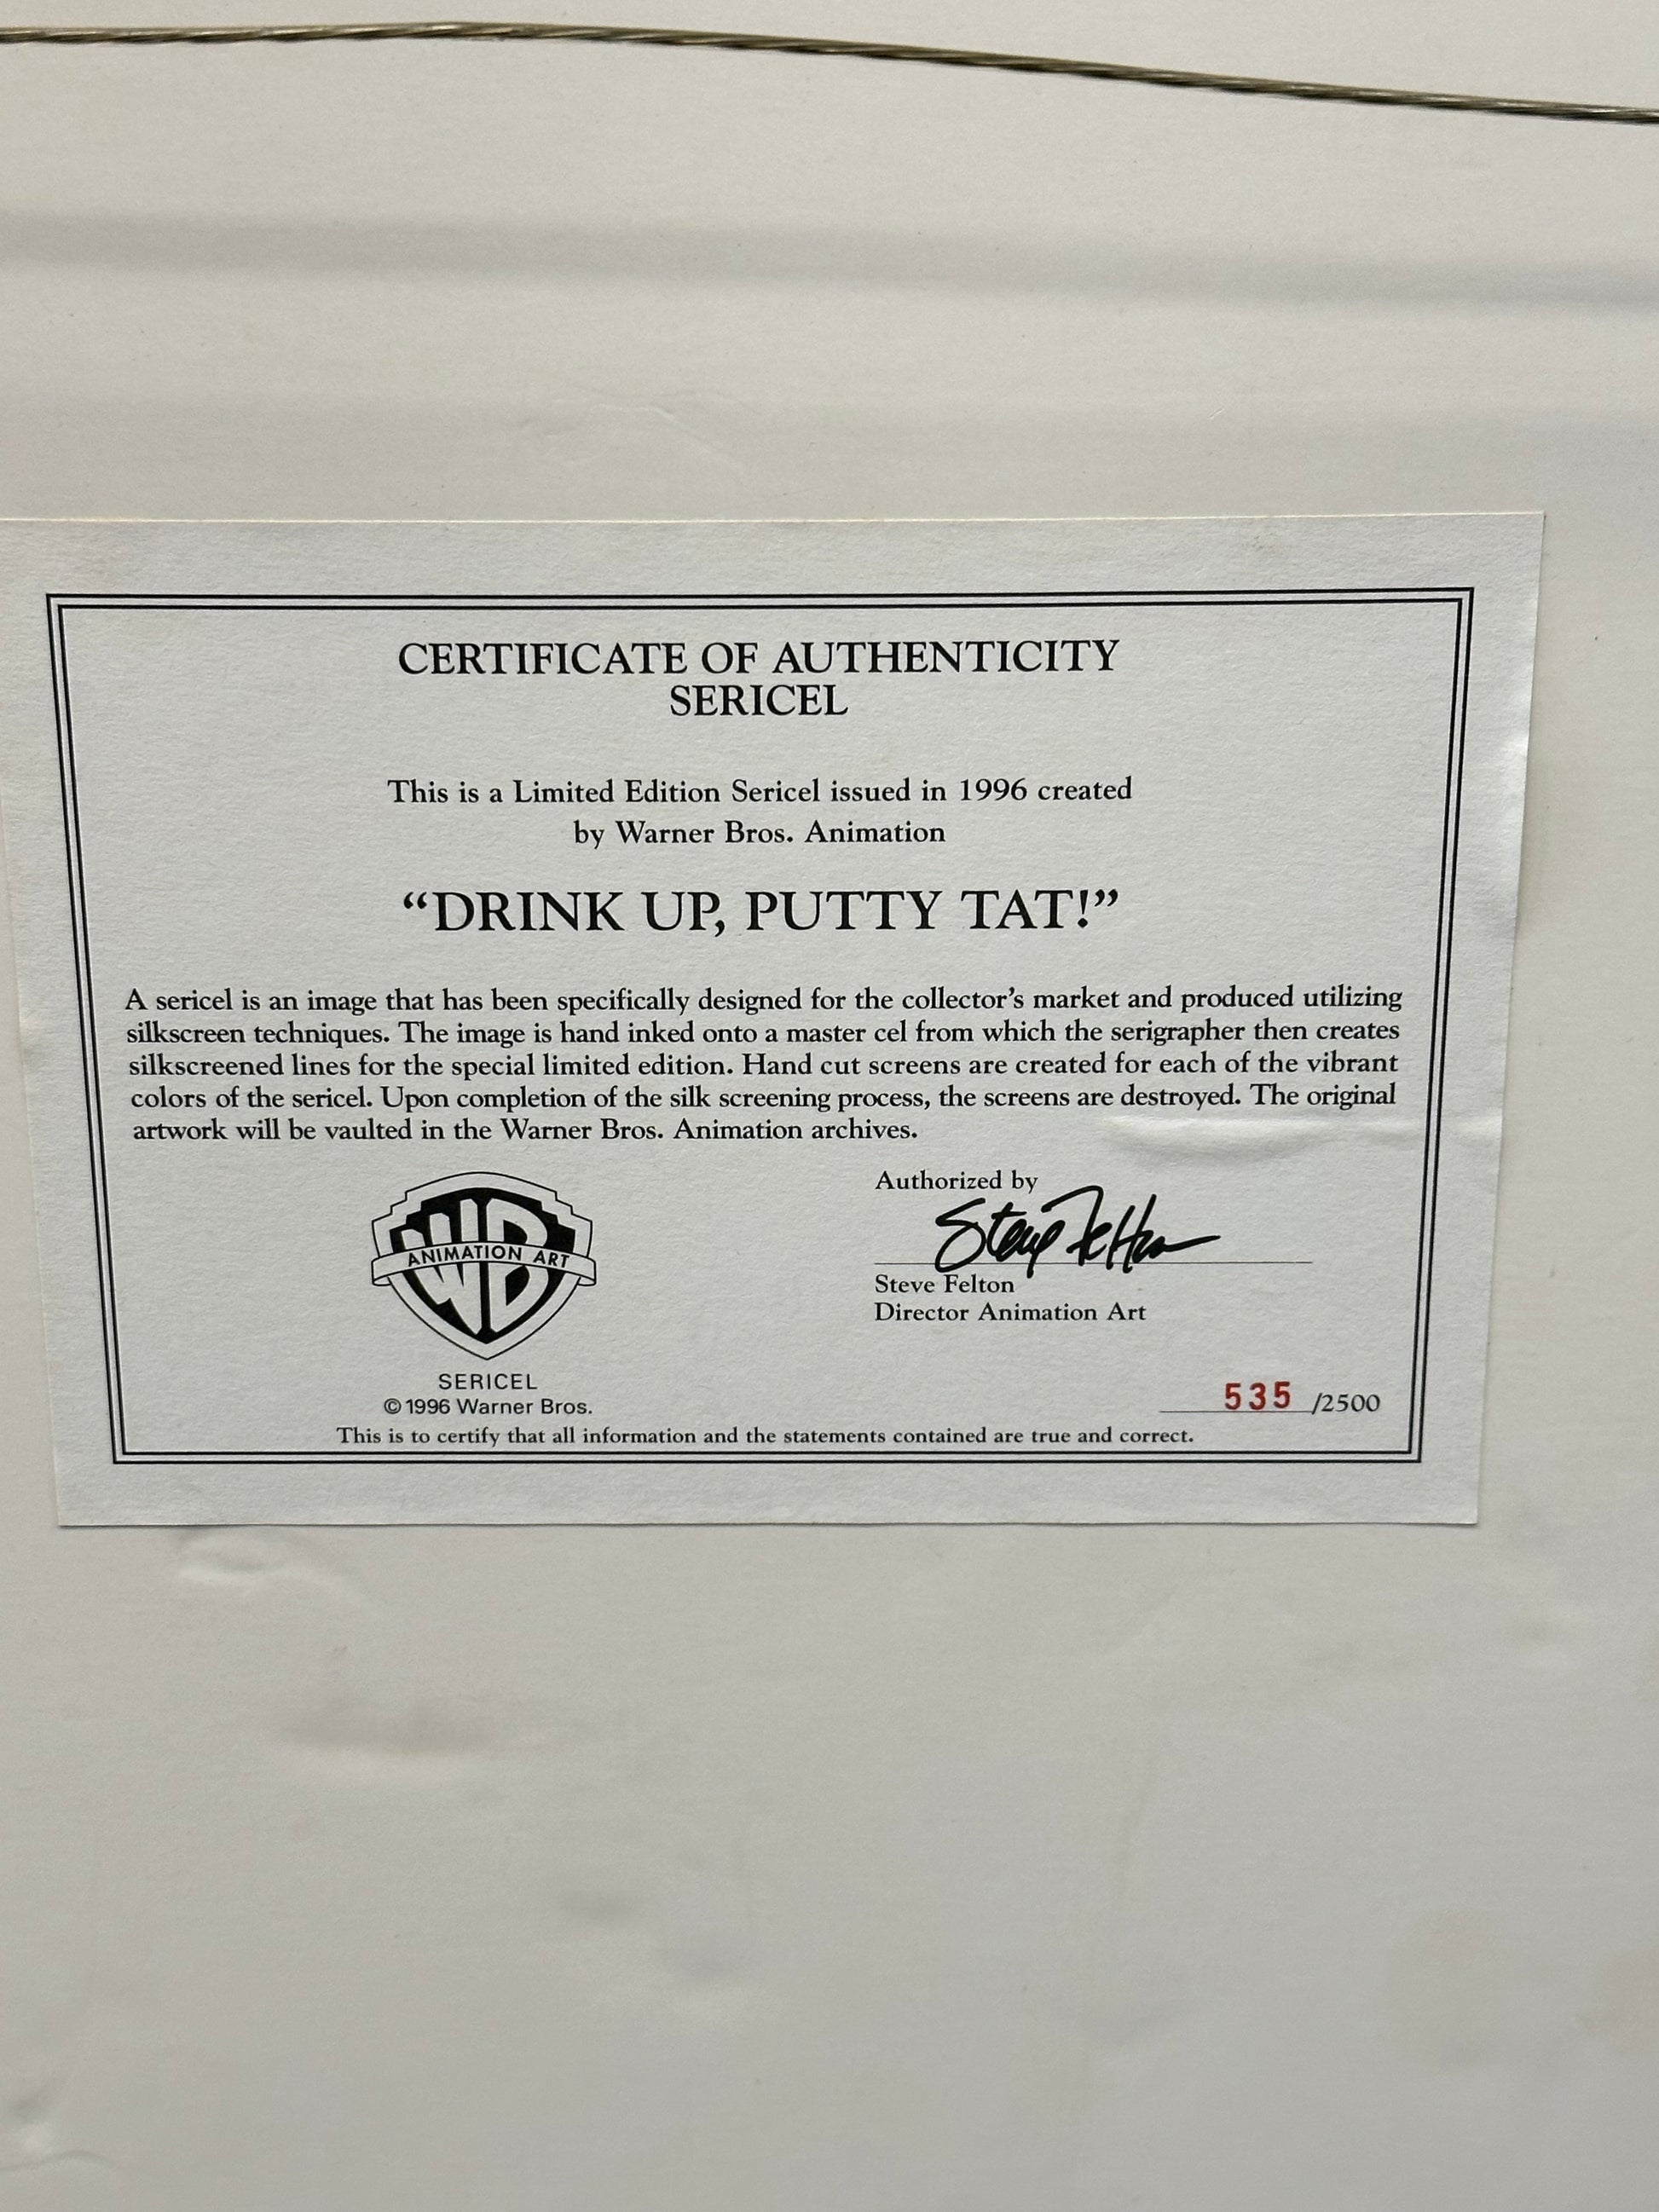 CERTIFICATE OF AUTHENTICITY
SERICEL
This is a Limited Edition Sericel issued in 1996 created
by Warner Bros. Animation
“DRINK UP, PUTTY TAT!”
A sericel is an image that has been specifically designed for the collector’s market and produced utilizing
silkscreen techniques. The image is hand inked onto a master cel from which the serigrapher then creates
silkscreened lines for the special limited edition. Hand cut screens are created for each of the vibrant
colors of the sericel. Upon completion of the silk screening process, the screens are destroyed. The original
artwork will be vaulted in the Warner Bros. Animation archives.
WB
ANIMATION ART
SERICEL
©1996 Warner Bros.
Authorized by
Steve Felton
Steve Felton
Director Animation Art
535 /2500
This is to certify that all information and the statements contained are true and correct.